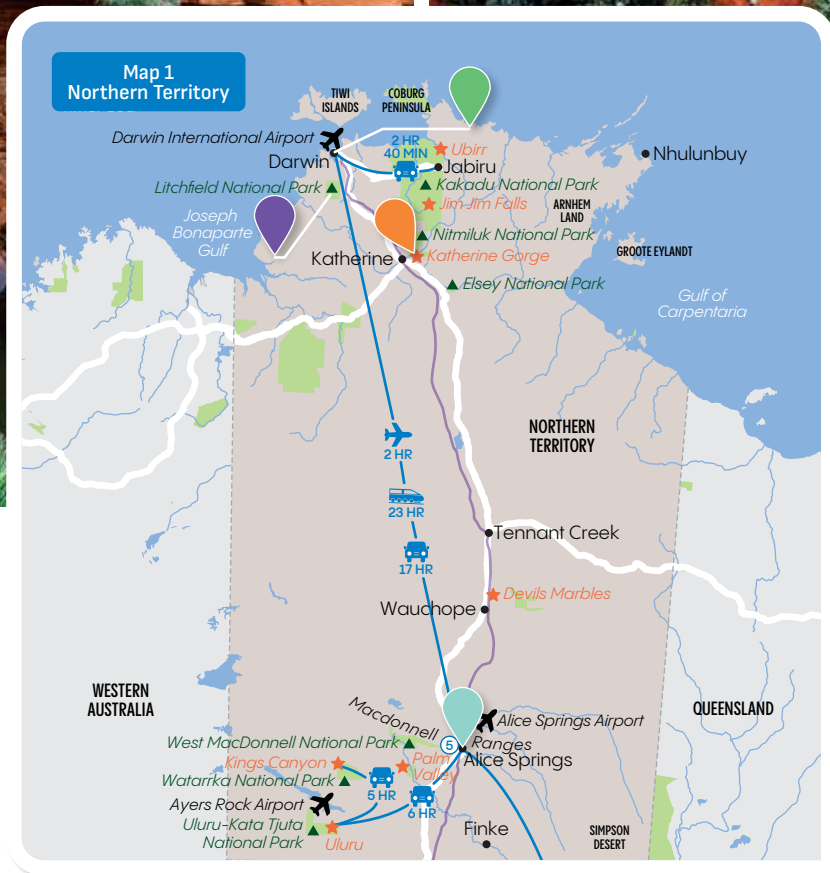 Map 1
Northern Territory
TIWI
ISLANDS
COBURG
PENINSULA
Darwin International Airport
Darwin
2 HR
40 MIN
Ubirr
Jabiru
Nhulunbuy
Litchfield National Park
Kakadu National Park
Jim Jim Falls
ARNHEM
LAND
Joseph
Bonaparte
Gulf
Nitmiluk National Park
Katherine
Katherine Gorge
GROOTE EYLANDT
Elsey National Park
Gulf of
Carpentaria
NORTHERN
TERRITORY
2 HR
23 HR
17 HR
Tennant Creek
Devils Marbles
Wauchope
WESTERN
AUSTRALIA
QUEENSLAND
Macdonnell
Ranges
Alice Springs Airport
West MacDonnell National Park
5
Alice Springs
Kings Canyon
Palm
Valley
Watarrka National Park
5 HR
6 HR
Ayers Rock Airport
Uluru-Kata Tjuta
National Park
Uluru
Finke
SIMPSON
DESERT